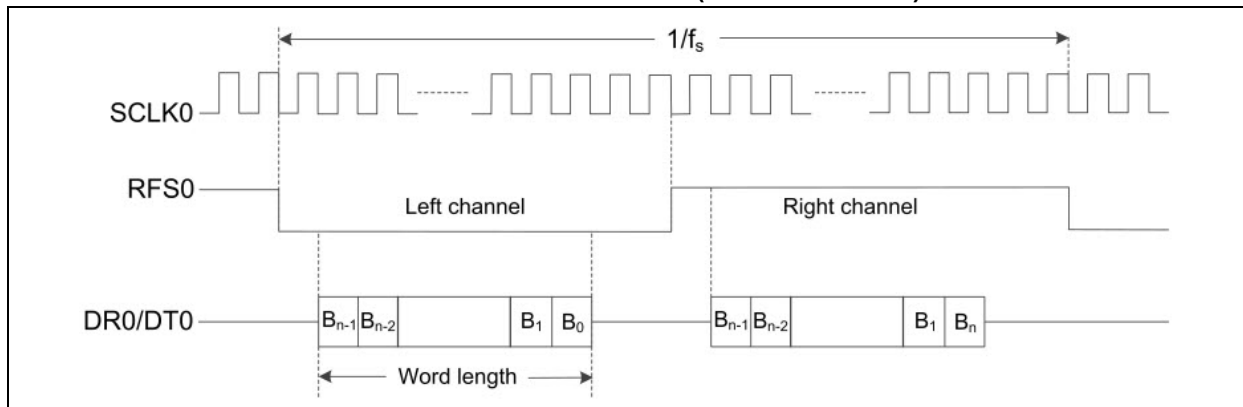 1/fs
SCLK0
RFS0
Left channel
Right channel
DR0/DT0
Bn-1 Bn-2 B1 B0 Bn-1 Bn-2 B1 Bn
Word length